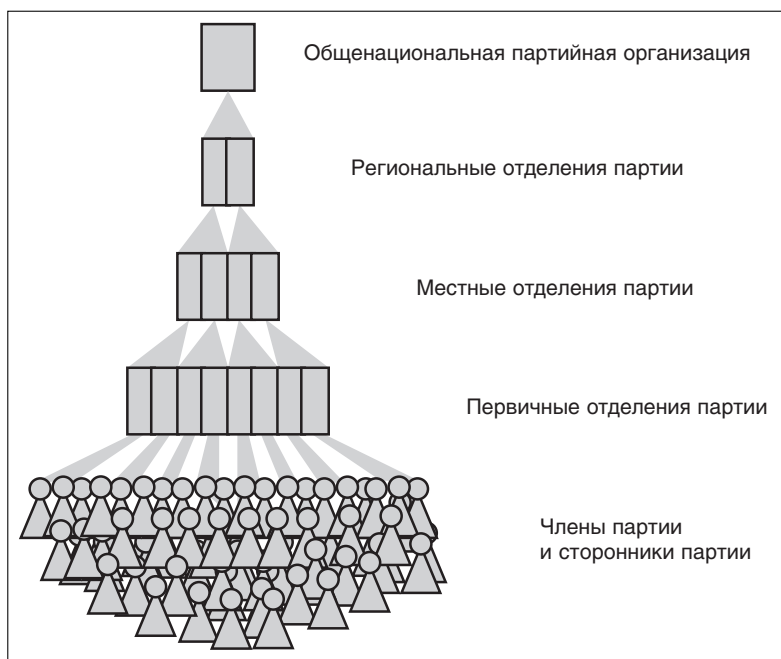 Общенациональная партийная организация
Региональные отделения партии
Местные отделения партии
Первичные отделения партии
Члены партии
и сторонники партии